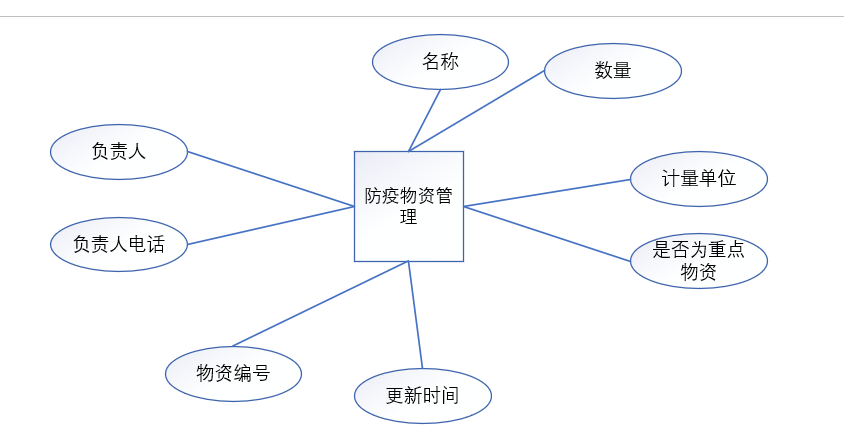 名称
数量
负责人
计量单位
防疫物资管
理
负责人电话
是否为重点
物资
物资编号
更新时间